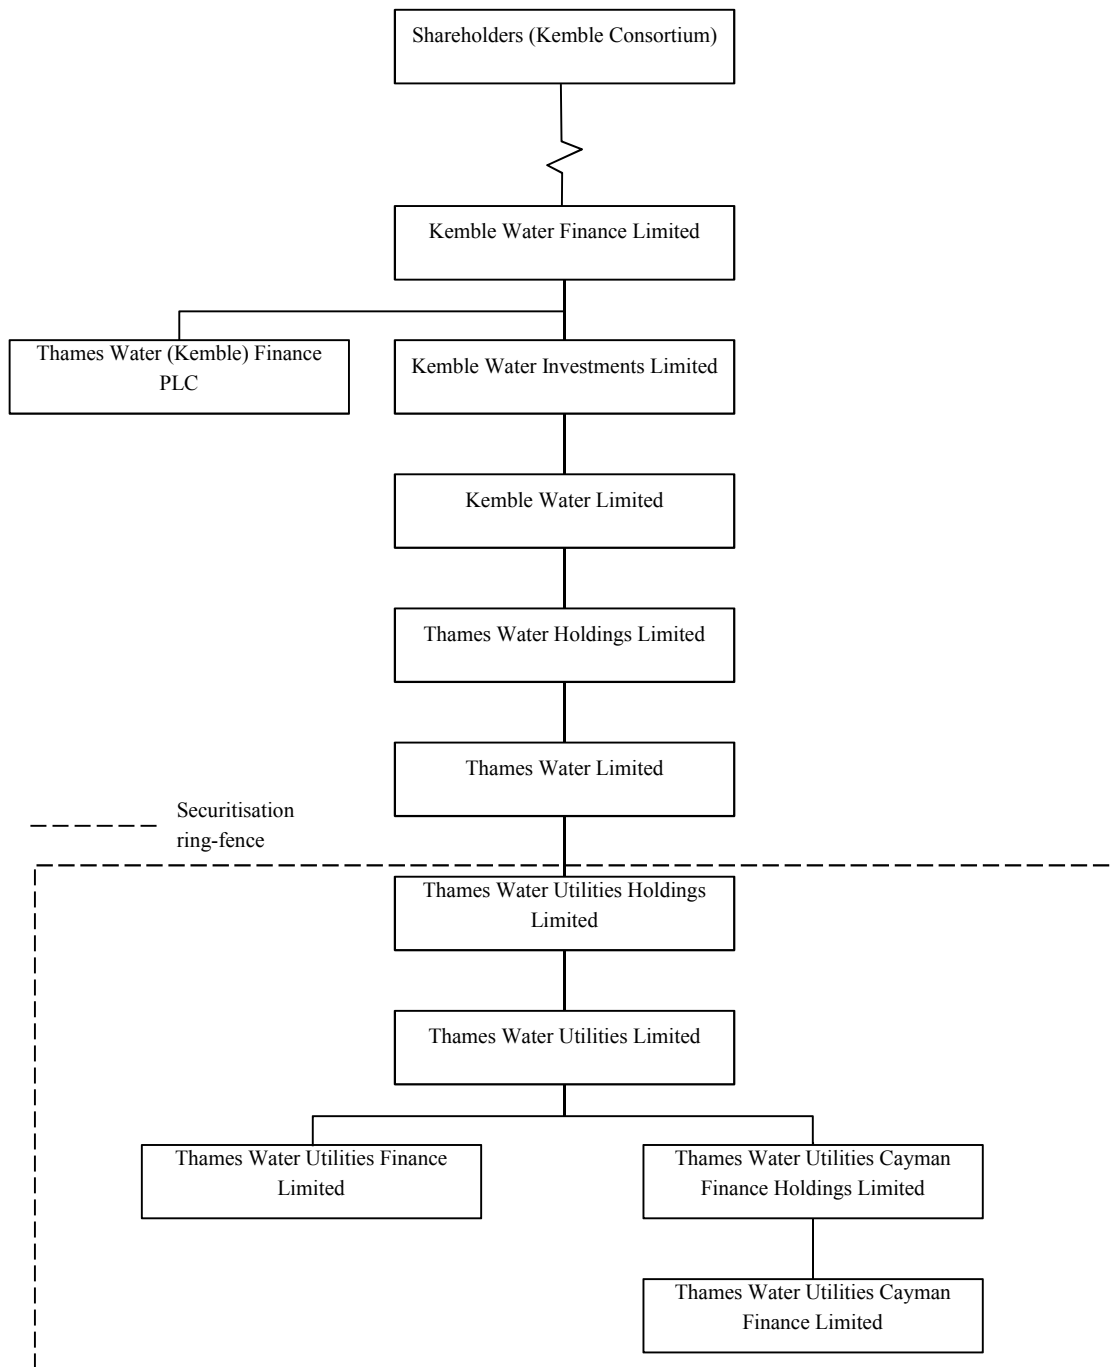 Shareholders (Kemble Consortium)
Kemble Water Finance Limited
Thames Water (Kemble) Finance
PLC
Kemble Water Investments Limited
Kemble Water Limited
Thames Water Holdings Limited
Thames Water Limited
Securitisation
ring-fence
Thames Water Utilities Holdings
Limited
Thames Water Utilities Limited
Thames Water Utilities Finance
Limited
Thames Water Utilities Cayman
Finance Holdings Limited
Thames Water Utilities Cayman
Finance Limited